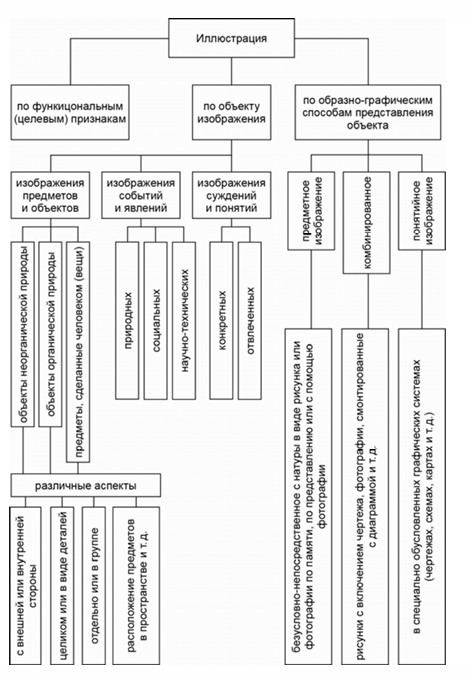 Иллюстрация
по функицональным
(целевым) признакам
по объекту
изображения
по образно-графическим
способам представления
объекта
изображения
предметов
и объектов
изображения
событий
и явлений
изображения
суждений
и понятий
предметное
изображение
комбинированное
понятийное
изображение
объекты неорганической природы
объекты органической природы
предметы, сделанные человеком (вещи)
природных
социальных
научно-технических
конкретных
отвлеченных
безусловно-непосредственное с натуры в виде рисунка или
фотографии по памяти, по представлению или с помощью
фотографии
рисунки с включением чертежа, фотографии, смонтированные
с диаграммой и т. д.
в специально обусловленных графических системах
(чертежах, схемах, картах и т. д.)
различные аспекты
с внешней или внутренней
стороны
целиком или в виде деталей
отдельно или в группе
расположение предметов
в пространстве и т. д.